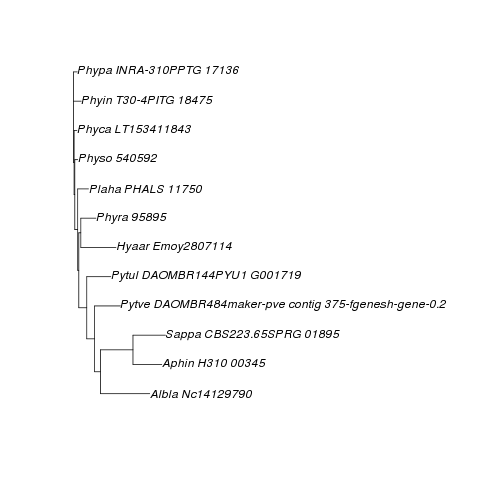 Phypa INRA-310PPTG 17136
Phyin T30-4PITG 18475
Phyca LT153411843
Physo 540592
Plaha PHALS 11750
Phyra 95895
Hyaar Emoy2807114
Pytul DAOMBR144PYU1 G001719
Pytve DAOMBR484maker-pve contig 375-fgenesh-gene-0.2
Sappa CBS223.65SPRG 01895
Aphin H310 00345
Albla Nc14129790